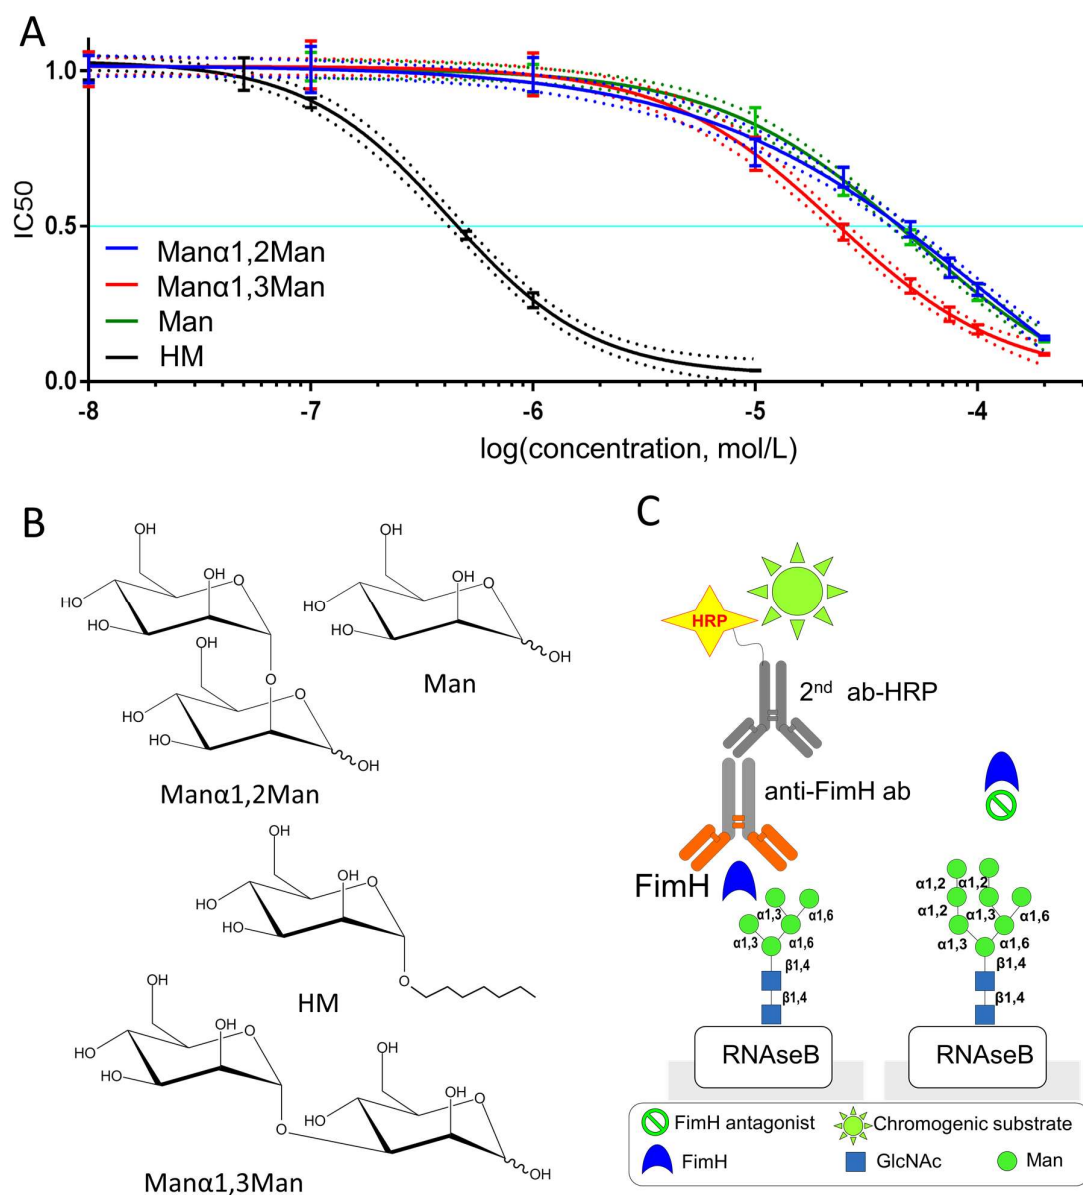 A
IC50
1.0
0.5
0.0
Manα1,2Man
Manα1,3Man
Man
HM
-8
-7
-6
-5
-4
log(concentration, mol/L)
B
OH
OH
O
HO
HO
OH
O
HO
HO
OH
O
OH
Manα1,2Man
OH
OH
O
HO
HO
OH
Man
OH
OH
O
HO
HO
O
HM
OH
OH
O
HO
HO
OH
OH
O
HO
O
OH
Manα1,3Man
C
HRP
2nd ab-HRP
anti-FimH ab
FimH
α1,3
α1,6
α1,3
α1,6
β1,4
β1,4
RNAseB
α1,2
α1,2
α1,2
α1,3
α1,6
α1,3
α1,6
β1,4
β1,4
RNAseB
FimH antagonist
Chromogenic substrate
FimH
GlcNAc
Man